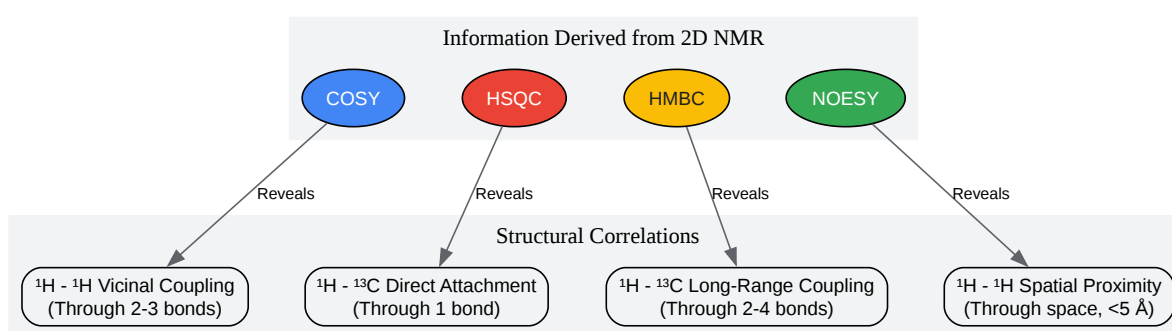 Information Derived from 2D NMR
COSY
HSQC
HMBC
NOESY
Reveals
Reveals
Reveals
Reveals
Structural Correlations
¹H - ¹H Vicinal Coupling
(Through 2-3 bonds)
¹H - ¹³C Direct Attachment
(Through 1 bond)
¹H - ¹³C Long-Range Coupling
(Through 2-4 bonds)
¹H - ¹H Spatial Proximity
(Through space, <5 Å)